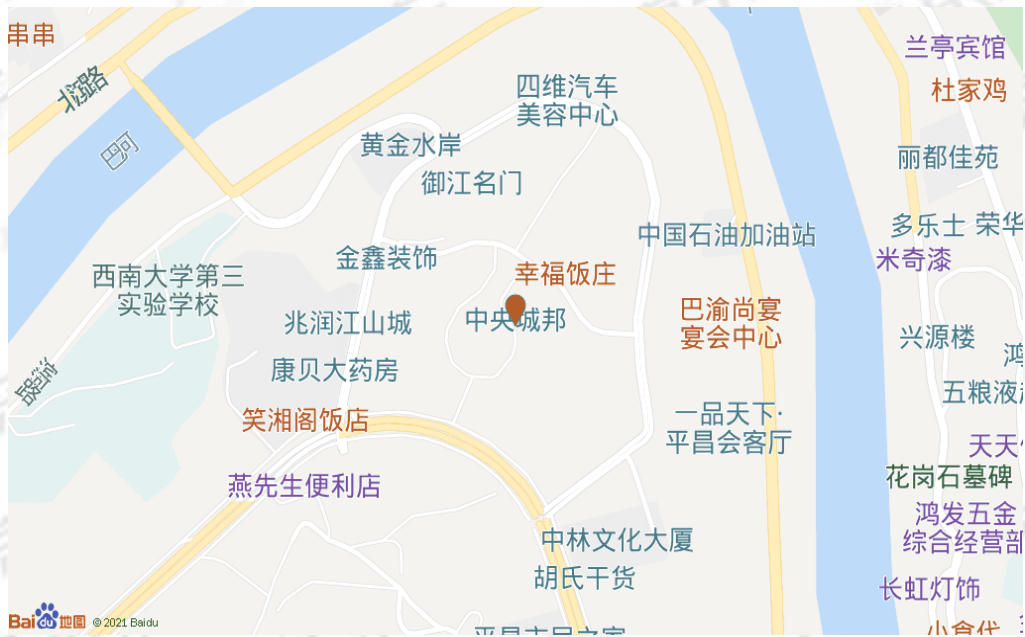 串串
兰亭宾馆
北滨路
四维汽车
美容中心
杜家鸡
巴河
黄金水岸
丽都佳苑
御江名门
多乐士
荣华
中国石油加油站
金鑫装饰
米奇漆
西南大学第三
实验学校
幸福饭庄
巴渝尚宴
宴会中心
兆润江山城
中央城邦
兴源楼
鸿
康贝大药房
五粮液
笑湘阁饭店
一品天下·
平昌会客厅
天天
花岗石墓碑
燕先生便利店
鸿发五金
综合经营部
中林文化大厦
胡氏干货
长虹灯饰
Bai du 地图
© 2021 Baidu